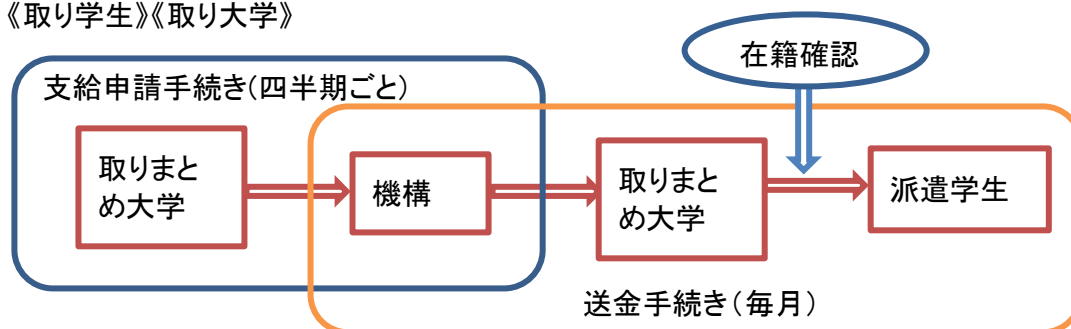 《取り学生》《取り大学》
在籍確認
支給申請手続き(四半期ごと)
取りまと
め大学
機構
取りまと
め大学
派遣学生
送金手続き（毎月）